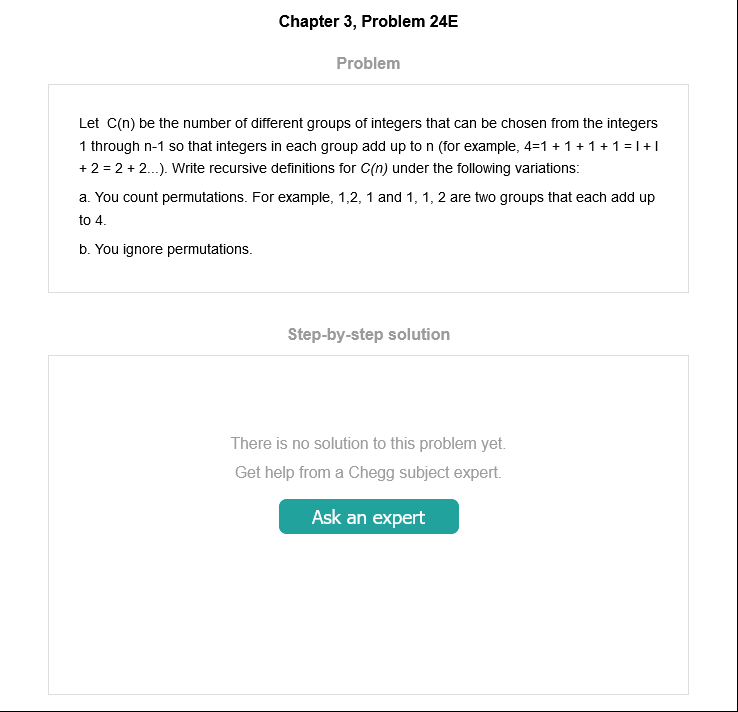 Chapter 3, Problem 24E
Problem
Let C(n) be the number of different groups of integers that can be chosen from the integers
1 through n-1 so that integers in each group add up to n (for example, 4=1 + 1 + 1 + 1 = l + l
+ 2 = 2 + 2...). Write recursive definitions for C(n) under the following variations:
a. You count permutations. For example, 1,2, 1 and 1, 1, 2 are two groups that each add up
to 4.
b. You ignore permutations.
Step-by-step solution
There is no solution to this problem yet.
Get help from a Chegg subject expert.
Ask an expert